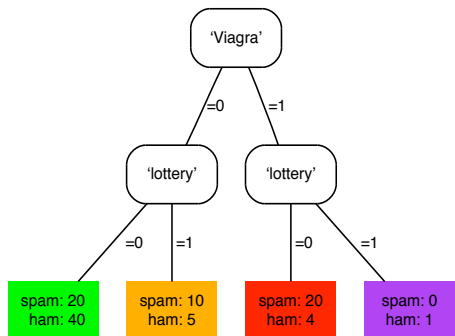 ‘Viagra’
=0
=1
‘lottery’
‘lottery’
=0
=1
=0
=1
spam: 20
ham: 40
spam: 10
ham: 5
spam: 20
ham: 4
spam: 0
ham: 1